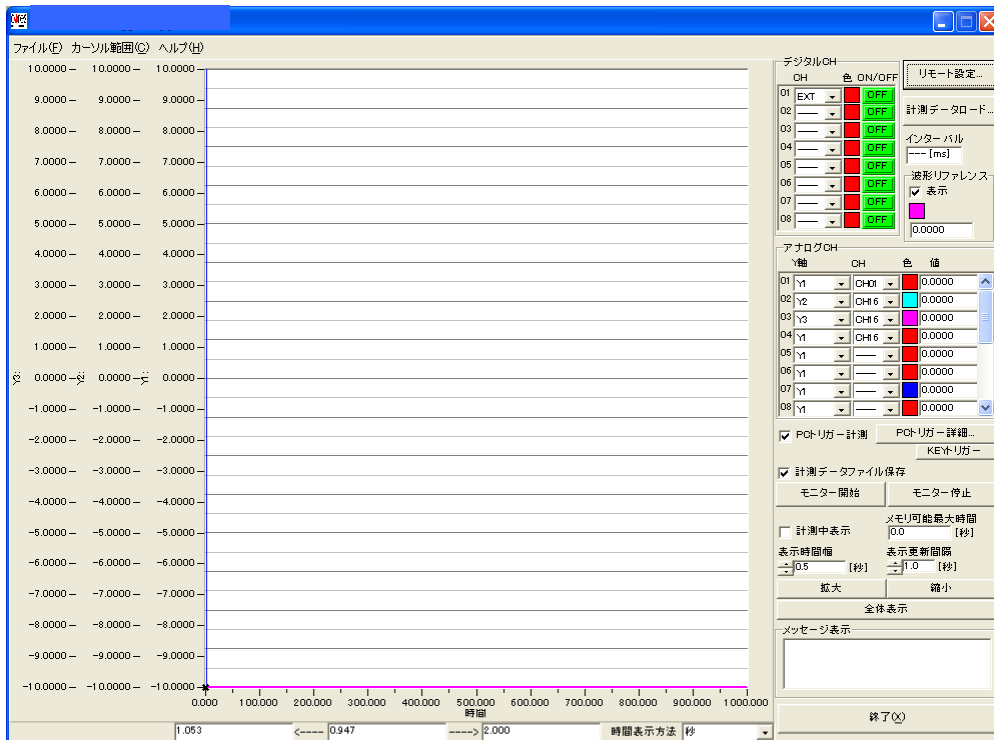 ファイル(F) カーソル範囲(C) ヘルプ(H)
10.0000 10.0000 10.0000
9.0000 9.0000 9.0000
8.0000 8.0000 8.0000
7.0000 7.0000 7.0000
6.0000 6.0000 6.0000
5.0000 5.0000 5.0000
4.0000 4.0000 4.0000
3.0000 3.0000 3.0000
2.0000 2.0000 2.0000
1.0000 1.0000 1.0000
Y3: 0.0000 Y2: 0.0000 Y1: 0.0000
-1.0000 -1.0000 -1.0000
-2.0000 -2.0000 -2.0000
-3.0000 -3.0000 -3.0000
-4.0000 -4.0000 -4.0000
-5.0000 -5.0000 -5.0000
-6.0000 -6.0000 -6.0000
-7.0000 -7.0000 -7.0000
-8.0000 -8.0000 -8.0000
-9.0000 -9.0000 -9.0000
-10.0000 -10.0000 -10.0000
0.000 100.000 200.000 300.000 400.000 500.000 600.000 700.000 800.000 900.000 1000.000
時間
1.053 <---- 0.947 ----> 2.000 時間表示方法 秒
デジタルCH
CH 色 ON/OFF
01 EXT OFF
02 --- OFF
03 --- OFF
04 --- OFF
05 --- OFF
06 --- OFF
07 --- OFF
08 --- OFF
リモート設定...
計測データロード...
インターバル
--- [ms]
波形リファレンス
表示
0.0000
アナログCH
Y軸 CH 色 値
01 Y1 CH01 0.0000
02 Y2 CH16 0.0000
03 Y3 CH16 0.0000
04 Y1 CH16 0.0000
05 Y1 --- 0.0000
06 Y1 --- 0.0000
07 Y1 --- 0.0000
08 Y1 --- 0.0000
PCトリガー計測 PCトリガー詳細...
KEYトリガー
計測データファイル保存
モニター開始 モニター停止
計測中表示
メモリ可能最大時間
0.0 [秒]
表示時間幅 表示更新間隔
0.5 [秒] 1.0 [秒]
拡大 縮小
全体表示
メッセージ表示
終了(X)